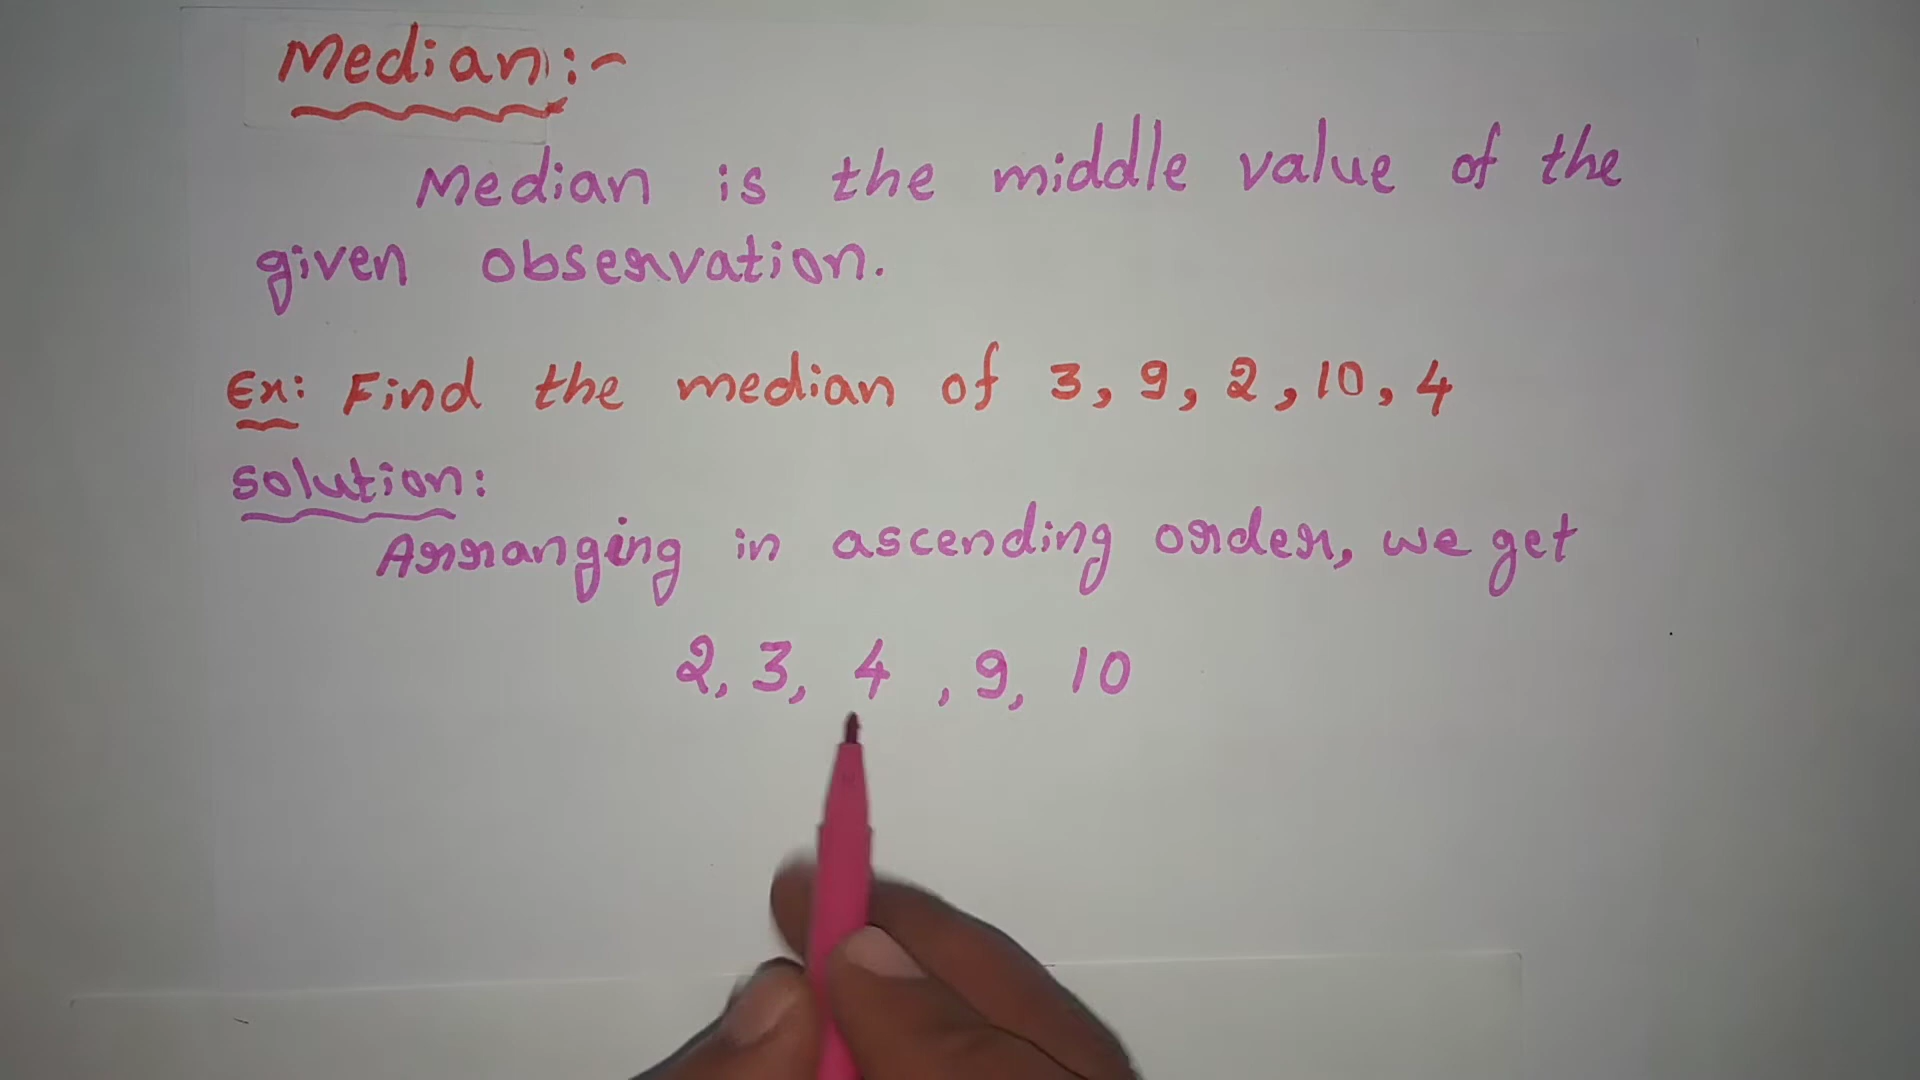 Median:-
Median is the middle value of the
given observation.
Ex: Find the median of 3, 9, 2, 10, 4
Solution:
Arranging in ascending order, we get
2, 3, 4 , 9, 10